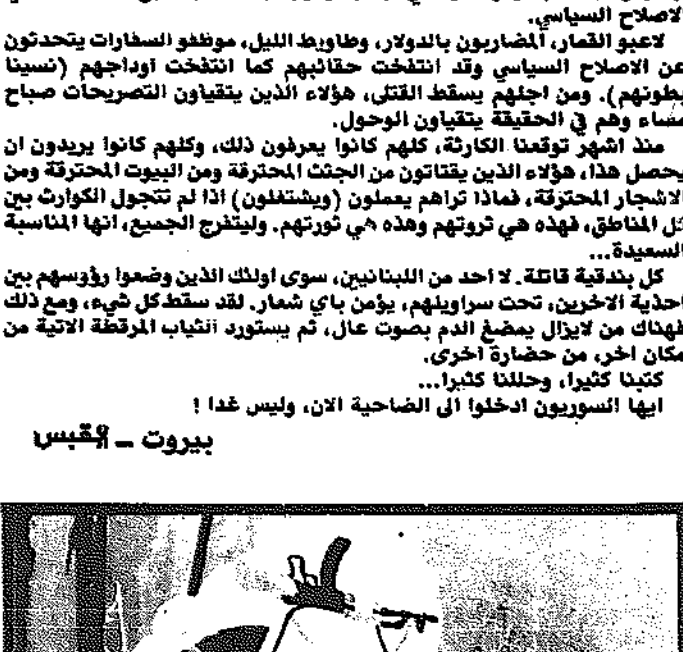 الاصلاح السياسي.
لاعبو القمار، المضاربون بالدولار، وطاويط الليل، موظفو السفارات يتحدثون
عن الاصلاح السياسي وقد انتفخت حقائبهم كما انتفخت اوداجهم (نسينا
بطونهم). ومن اجلهم يسقط القتلى، هؤلاء الذين يتقياون التصريحات صباح
مساء وهم في الحقيقة يتقياون الوحول.
منذ اشهر توقعنا الكارثة، كلهم كانوا يعرفون ذلك، وكلهم كانوا يريدون ان
يحصل هذا، هؤلاء الذين يقتاتون من الجثث المحترقة ومن البيوت المحترقة ومن
الاشجار المحترقة، فماذا تراهم يعملون (ويشتغلون) اذا لم تتجول الكوارث بين
كل المناطق، فهذه هي ثروتهم وهذه هي ثورتهم. وليتفرج الجميع، انها المناسبة
السعيدة...
كل بندقية قاتلة. لا احد من اللبنانيين، سوى اولئك الذين وضعوا رؤوسهم بين
احذية الاخرين، تحت سراويلهم، يؤمن باي شعار. لقد سقط كل شيء، ومع ذلك
فهناك من لايزال يمضغ الدم بصوت عال، ثم يستورد الثياب المرقطة الاتية من
مكان اخر، من حضارة اخرى.
كتبنا كثيرا، وحللنا كثيرا...
ايها السوريون ادخلوا الى الضاحية الان، وليس غدا !
بيروت ــ القبس